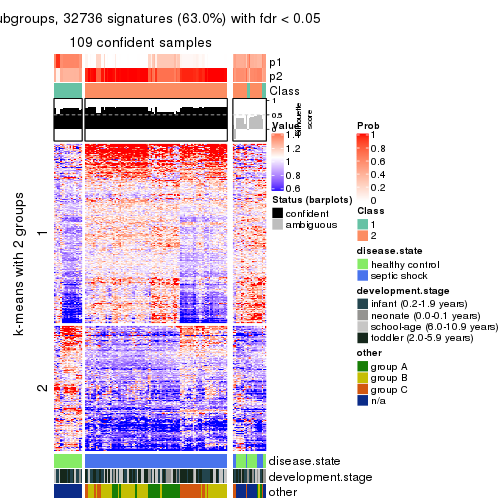 ubgroups, 32736 signatures (63.0%) with fdr < 0.05
109 confident samples
p1
p2
Class
1
0.5
0
Silhouette
score
k-means with 2 groups
1
2
Value
1.4
1.2
1
0.8
0.6
Status (barplots)
confident
ambiguous
Prob
1
0.8
0.6
0.4
0.2
0
Class
1
2
disease.state
healthy control
septic shock
development.stage
infant (0.2-1.9 years)
neonate (0.0-0.1 years)
school-age (6.0-10.9 years)
toddler (2.0-5.9 years)
other
group A
group B
group C
n/a
disease.state
development.stage
other